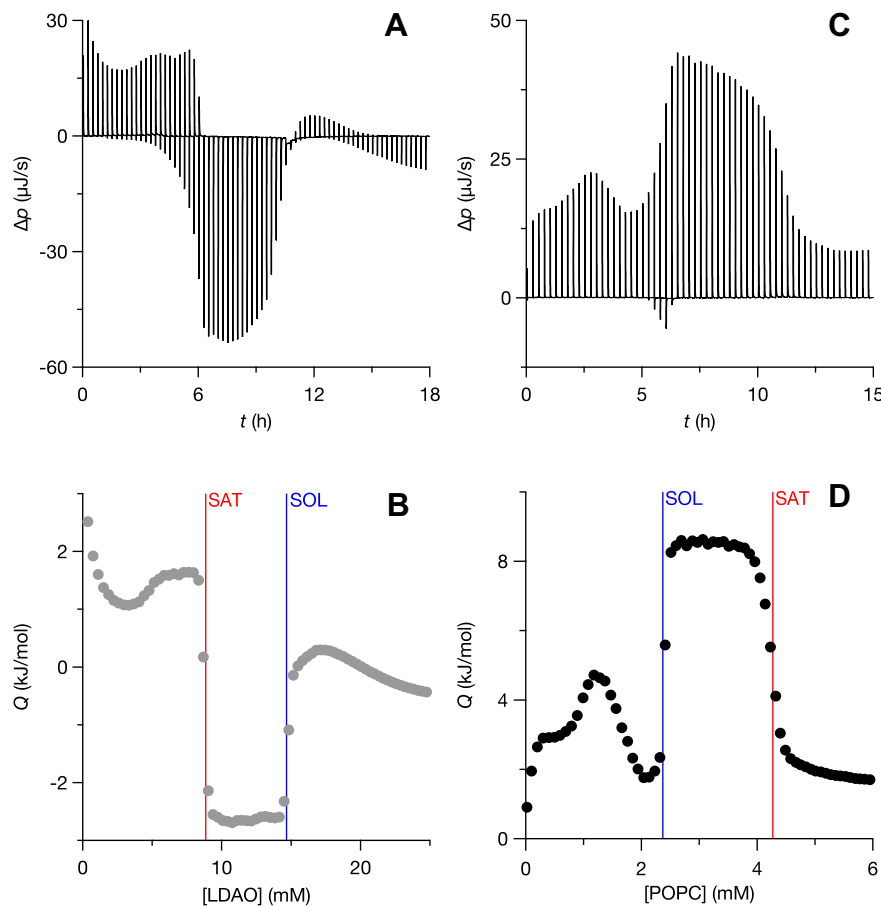 A
30
0
-30
-60
Δp (µJ/s)
0
6
12
18
t (h)
C
50
25
0
Δp (µJ/s)
0
5
10
15
t (h)
B
SAT
SOL
2
0
-2
Q (kJ/mol)
0
10
20
[LDAO] (mM)
D
SOL
SAT
8
4
0
Q (kJ/mol)
0
2
4
6
[POPC] (mM)